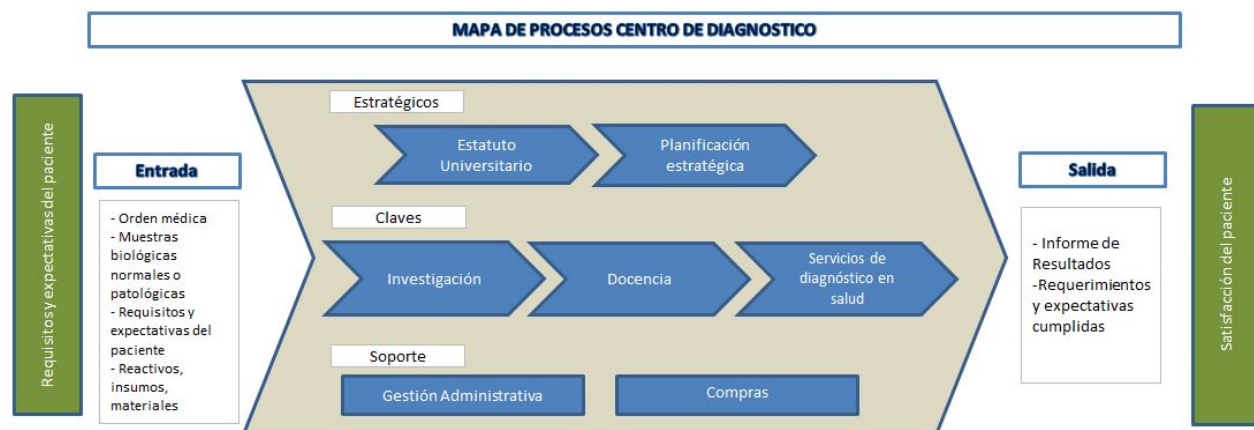 MAPA DE PROCESOS CENTRO DE DIAGNOSTICO
Requisitos y expectativas del paciente
Entrada
- Orden médica
- Muestras
biológicas
normales o
patológicas
- Requisitos y
expectativas del
paciente
- Reactivos,
insumos,
materiales
Estratégicos
Estatuto
Universitario
Planificación
estratégica
Claves
Investigación
Docencia
Servicios de
diagnóstico en
salud
Soporte
Gestión Administrativa
Compras
Salida
- Informe de
Resultados
-Requerimientos
y expectativas
cumplidas
Satisfacción del paciente